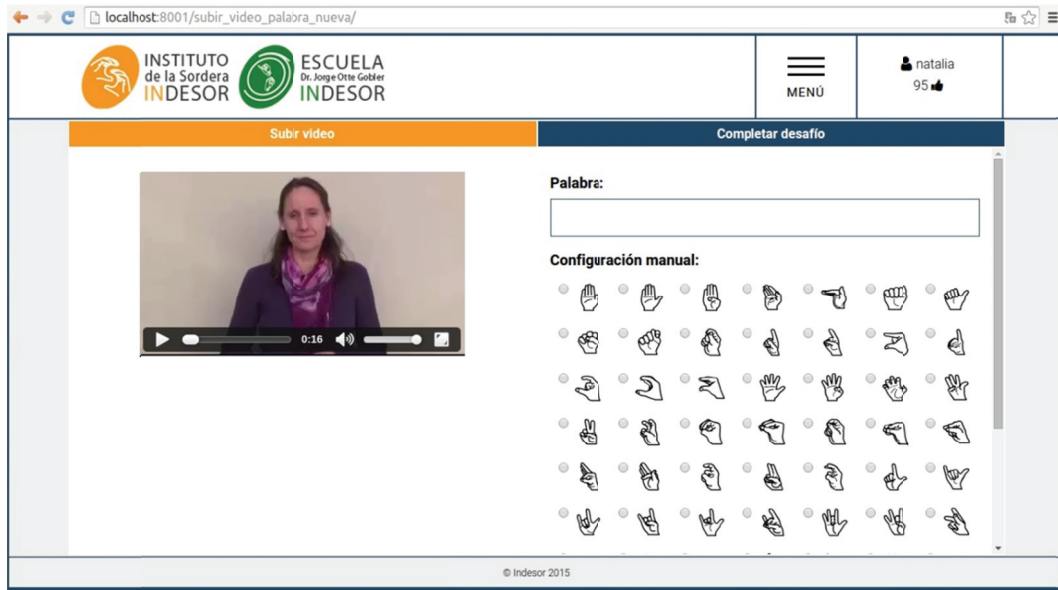 localhost:8001/subir_video_palabra_nueva/
INSTITUTO
de la Sordera
INDESOR
ESCUELA
Dr. Jorge Otte Gobler
INDESOR
MENÚ
natalia
95
Subir video
Completar desafío
Palabra:
Configuración manual:
0:16
© Indesor 2015